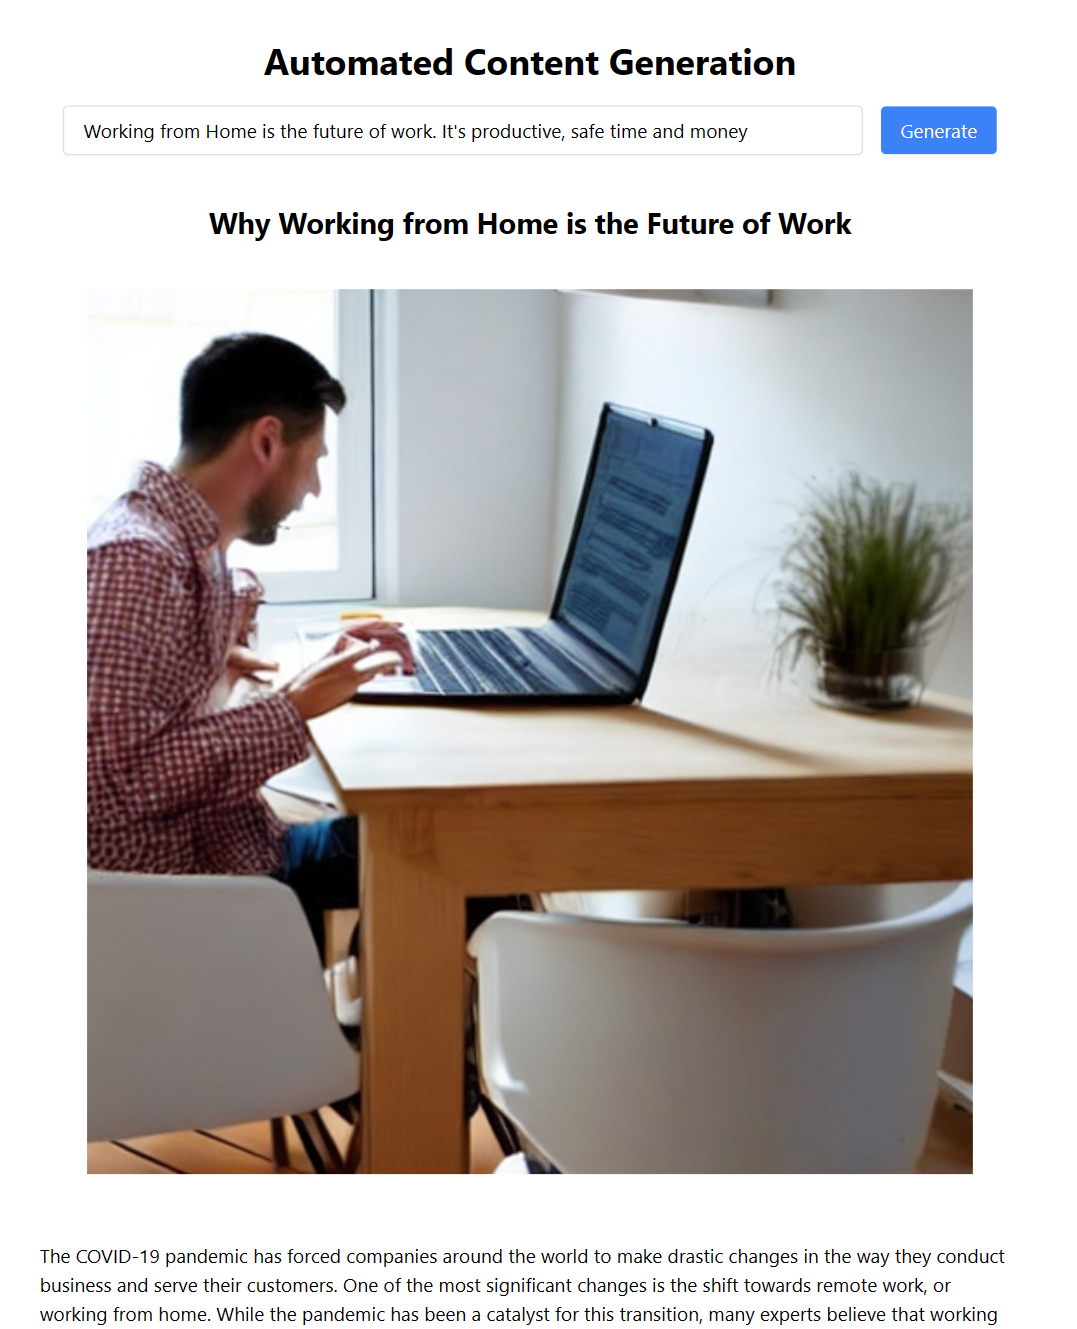 Automated Content Generation
Working from Home is the future of work. It's productive, safe time and money
Generate
Why Working from Home is the Future of Work
The COVID-19 pandemic has forced companies around the world to make drastic changes in the way they conduct
business and serve their customers. One of the most significant changes is the shift towards remote work, or
working from home. While the pandemic has been a catalyst for this transition, many experts believe that working